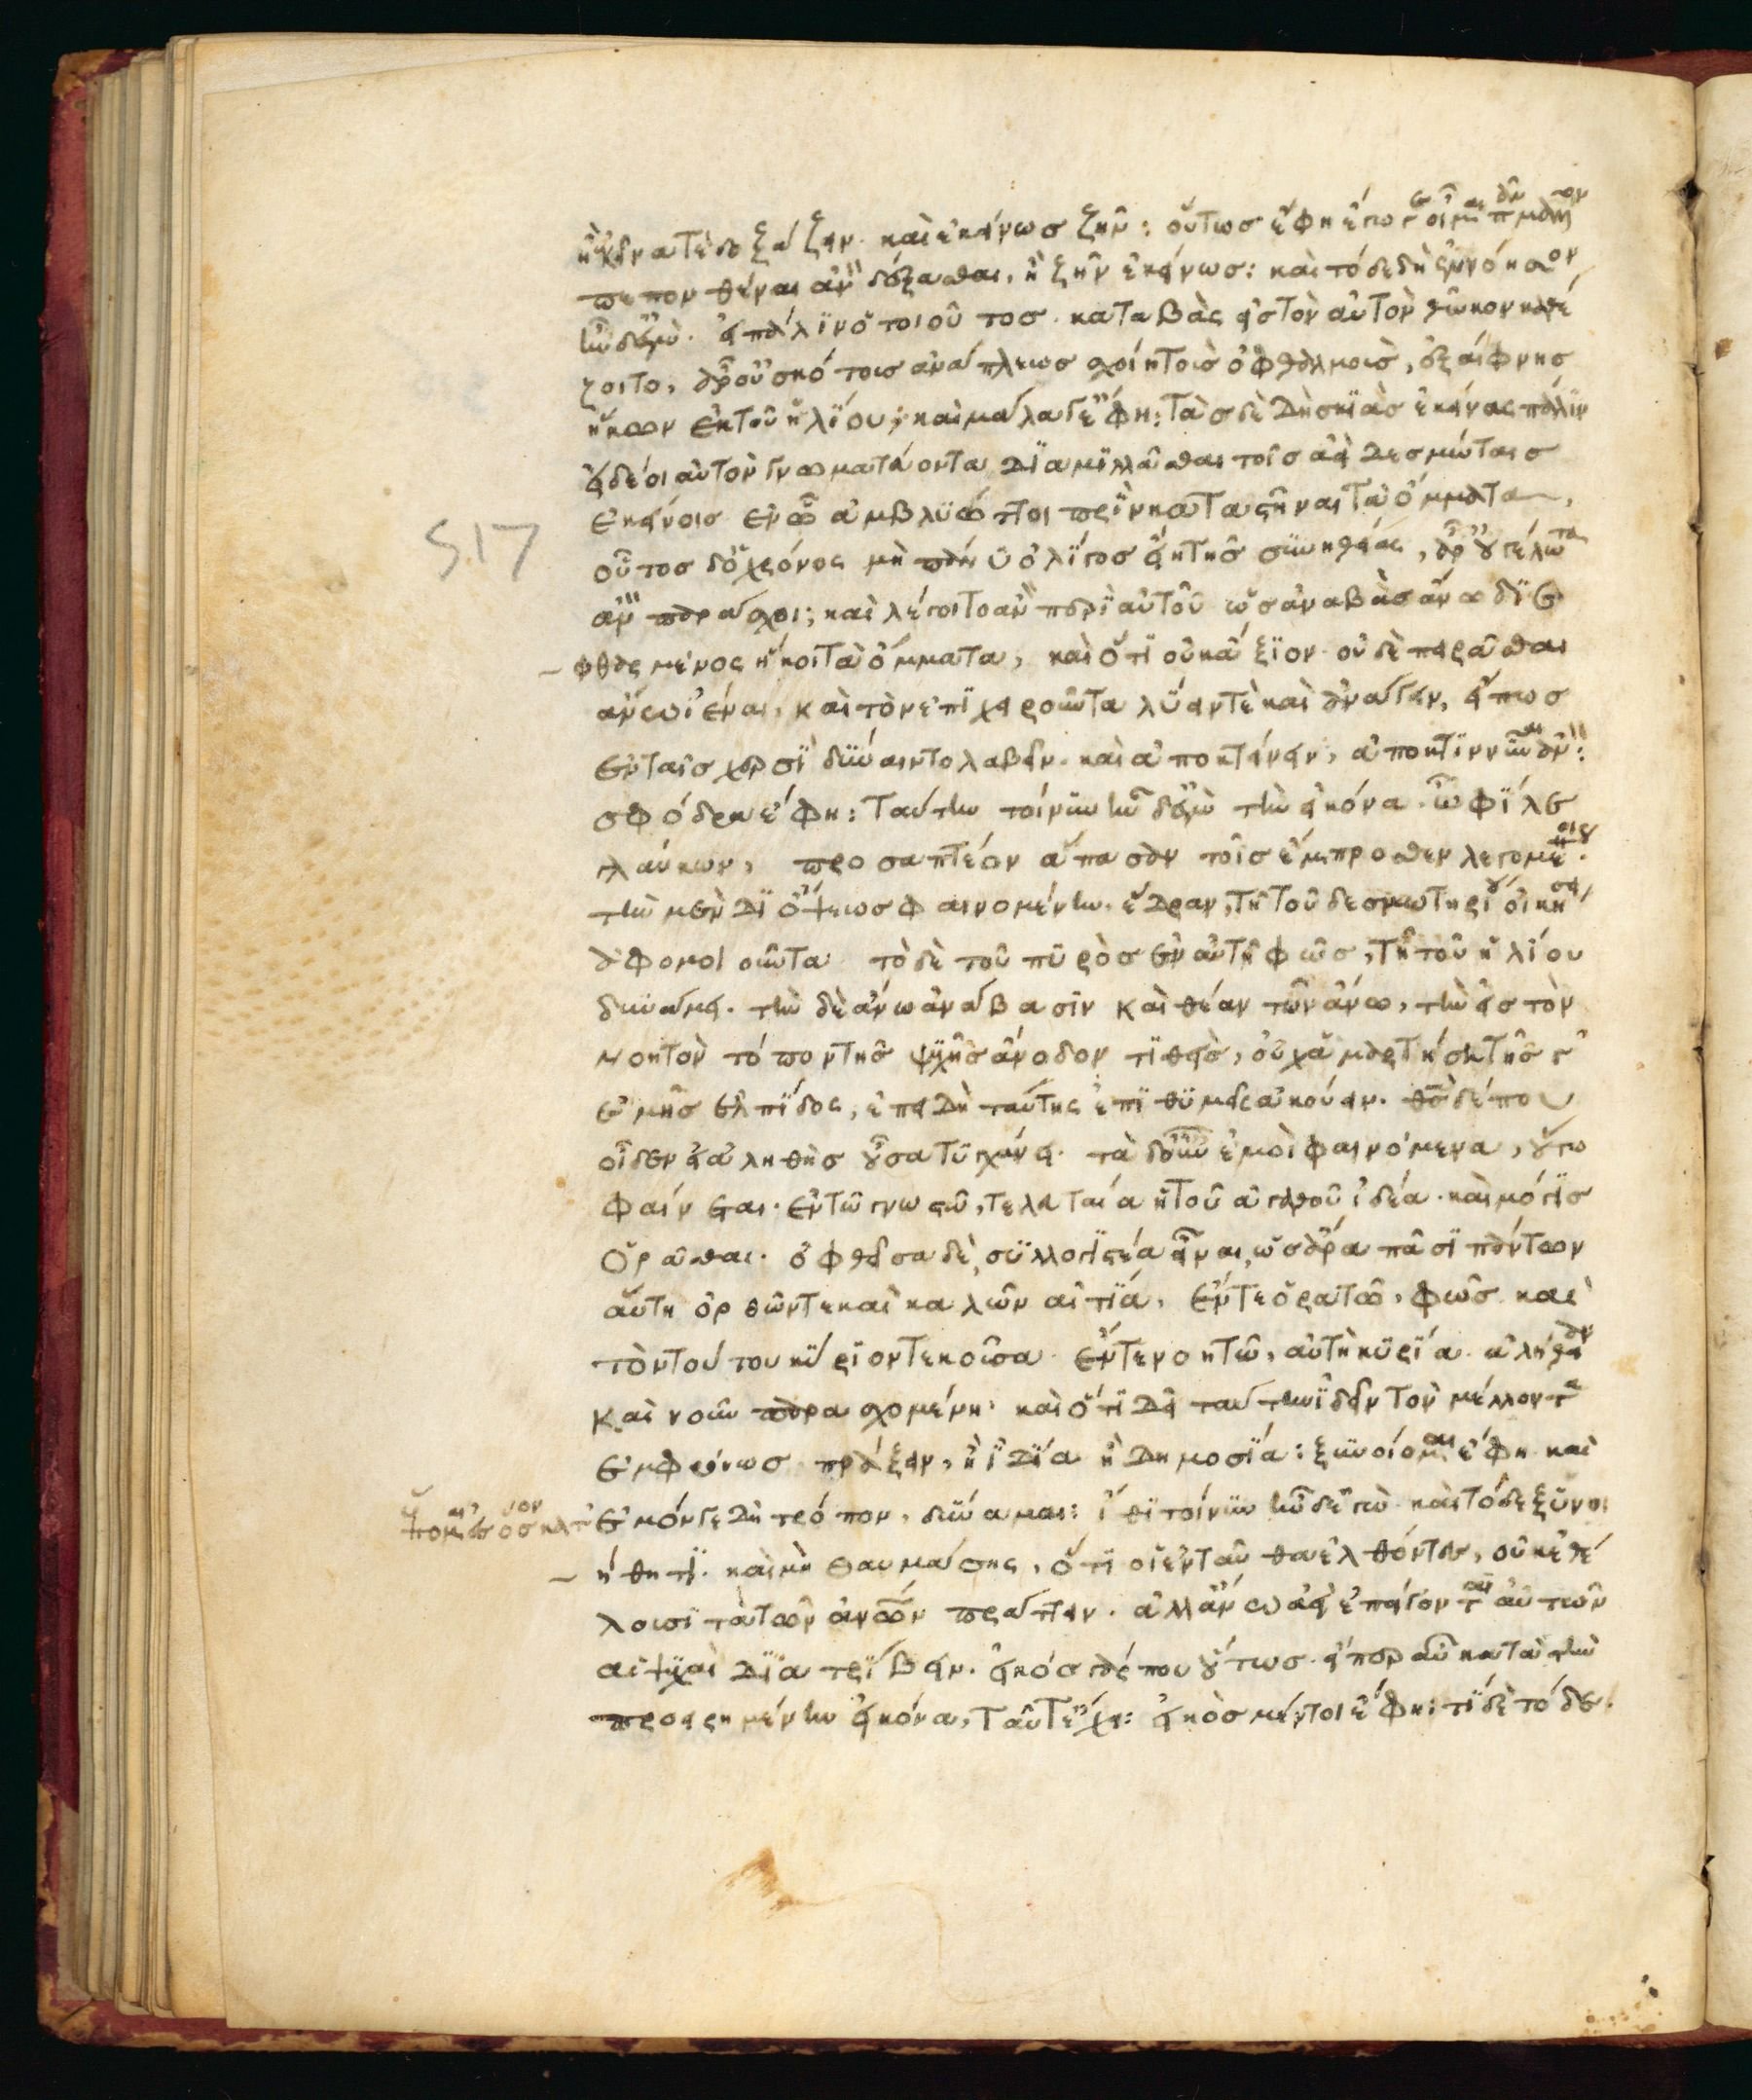 ἢ 'κεῖνά τε δοξάζειν καὶ ἐκείνως ζῆν: οὕτως ἔφη ἔγωγε οἶμαι πᾶν μᾶλλον
πεπονθέναι ἂν δέξασθαι, ἢ ζῆν ἐκείνως: καὶ τόδε δὴ ἐννόησον
ἦν δ' ἐγώ. εἰ πάλιν ὁ τοιοῦτος καταβὰς εἰς τὸν αὐτὸν θῶκον καθί
ζοιτο, ἆρ' οὐ σκότους ἀνάπλεως σχοίη τοὺς ὀφθαλμοὺς, ἐξαίφνης
ἥκων ἐκ τοῦ ἡλίου; καὶ μάλα γ' ἔφη: τὰς δὲ δὴ σκιὰς ἐκείνας πάλιν
εἰ δέοι αὐτὸν γνωματεύοντα διαμιλλᾶσθαι τοῖς ἀεὶ δεσμώταις
ἐκείνοις ἐν ᾧ ἀμβλυώττοι πρὶν καταστῆναι τὰ ὄμματα,
517
οὗτος δ' ὁ χρόνος μὴ πάνυ ὀλίγος εἴη τῆς συνηθείας, ἆρ' οὐ γέλωτα
ἂν παράσχοι; καὶ λέγοιτο ἂν περὶ αὐτοῦ ὡς ἀναβὰς ἄνω διε
φθαρμένος ἥκοι τὰ ὄμματα, καὶ ὅτι οὐκ ἄξιον οὐδὲ πειρᾶσθαι
ἄνω ἰέναι, καὶ τὸν ἐπιχειροῦντα λύειν τὲ καὶ ἀνάγειν, εἴπως
ἐν ταῖς χερσὶ δύναιντο λαβεῖν καὶ ἀποκτείνειν, ἀποκτιννύναι ἄν:
σφόδρα γ' ἔφη: ταύτην τοίνυν ἦν δ' ἐγὼ τὴν εἰκόνα ὦ φίλε
γλαύκων, προσαπτέον ἅπασαν τοῖς ἔμπροσθεν λεγομένοις.
τὴν μὲν δι' ὄψεως φαινομένην ἕδραν, τῇ τοῦ δεσμωτηρίου οἰκήσει
ἀφομοιοῦντα τὸ δὲ τοῦ πυρὸς ἐν αὐτῇ φῶς, τῇ τοῦ ἡλίου
δυνάμει. τὴν δὲ ἄνω ἀνάβασιν καὶ θέαν τῶν ἄνω, τὴν εἰς τὸν
νοητὸν τόπον τῆς ψυχῆς ἄνοδον τιθεὶς, οὐχ ἁμαρτήσει τῆς γ'
ἐμῆς ἐλπίδος, ἐπειδὴ ταύτης ἐπιθυμεῖς ἀκούειν. θεὸς δέ που
οἶδεν εἰ ἀληθὴς οὖσα τυγχάνει. τὰ δ' οὖν ἐμοὶ φαινόμενα, οὕτω
φαίνεται. ἐν τῷ γνωστῷ, τελευταία ἡ τοῦ ἀγαθοῦ ἰδέα καὶ μόγις
ὁρᾶσθαι. ὀφθεῖσα δὲ, συλλογιστέα εἶναι, ὡς ἄρα πᾶσι πάντων
αὕτη ὀρθῶν τε καὶ καλῶν αἰτία, ἔν τε ὁρατῷ, φῶς καὶ
τὸν τούτου κύριον τεκοῦσα ἔν τε νοητῷ, αὐτὴ κυρία ἀλήθειαν
καὶ νοῦν παρασχομένη. καὶ ὅτι δεῖ ταύτην ἰδεῖν τὸν μέλλοντα
ἐμφρόνως πράξειν, ἢ ἰδίᾳ ἢ δημοσίᾳ: ξυνοίομαι ἔφη καὶ
ἐγὼ ὅν γε δὴ τρόπον, δύναμαι: ἴθι τοίνυν ἦν δ' ἐγὼ καὶ τόδε ξυνοι
ήθητι. καὶ μὴ θαυμάσῃς, ὅτι οἱ ἐνταῦθα ἐλθόντες, οὐκ ἐθέ
λουσι τὰ τῶν ἀνθρώπων πράττειν. ἀλλ' ἄνω ἀεὶ ἐπείγονται αὐτῶν
αἱ ψυχαὶ διατρίβειν. εἰκὸς γάρ που οὕτως εἴπερ αὖ κατὰ τὴν
προειρημένην εἰκόνα, ταῦτ' ἔχει: εἰκὸς μέντοι ἔφη: τί δὲ τόδε.